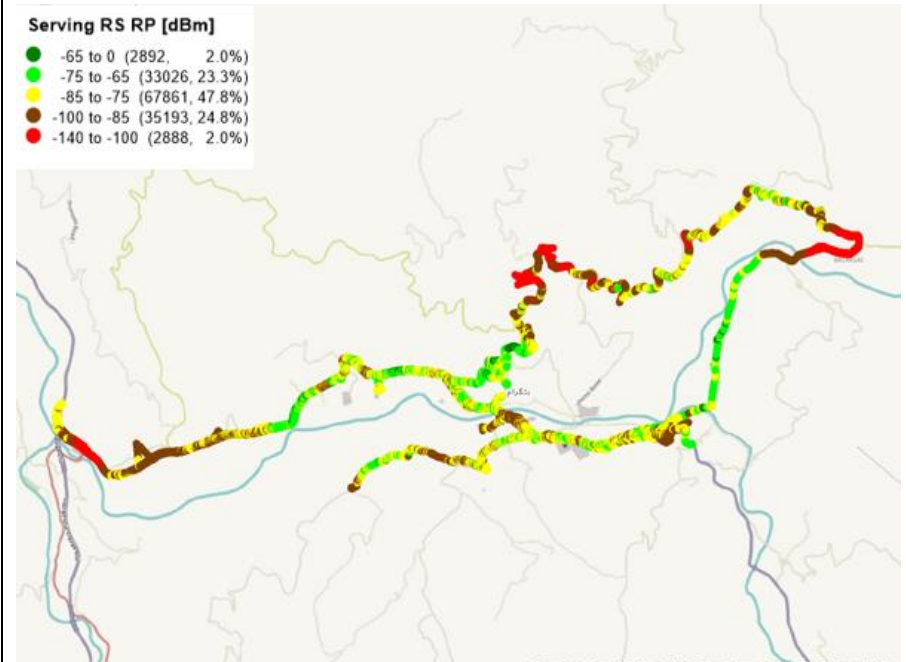 Serving RS RP [dBm]
-65 to 0 (2892, 2.0%)
-75 to -65 (33026, 23.3%)
-85 to -75 (67861, 47.8%)
-100 to -85 (35193, 24.8%)
-140 to -100 (2888, 2.0%)
بٹگرام